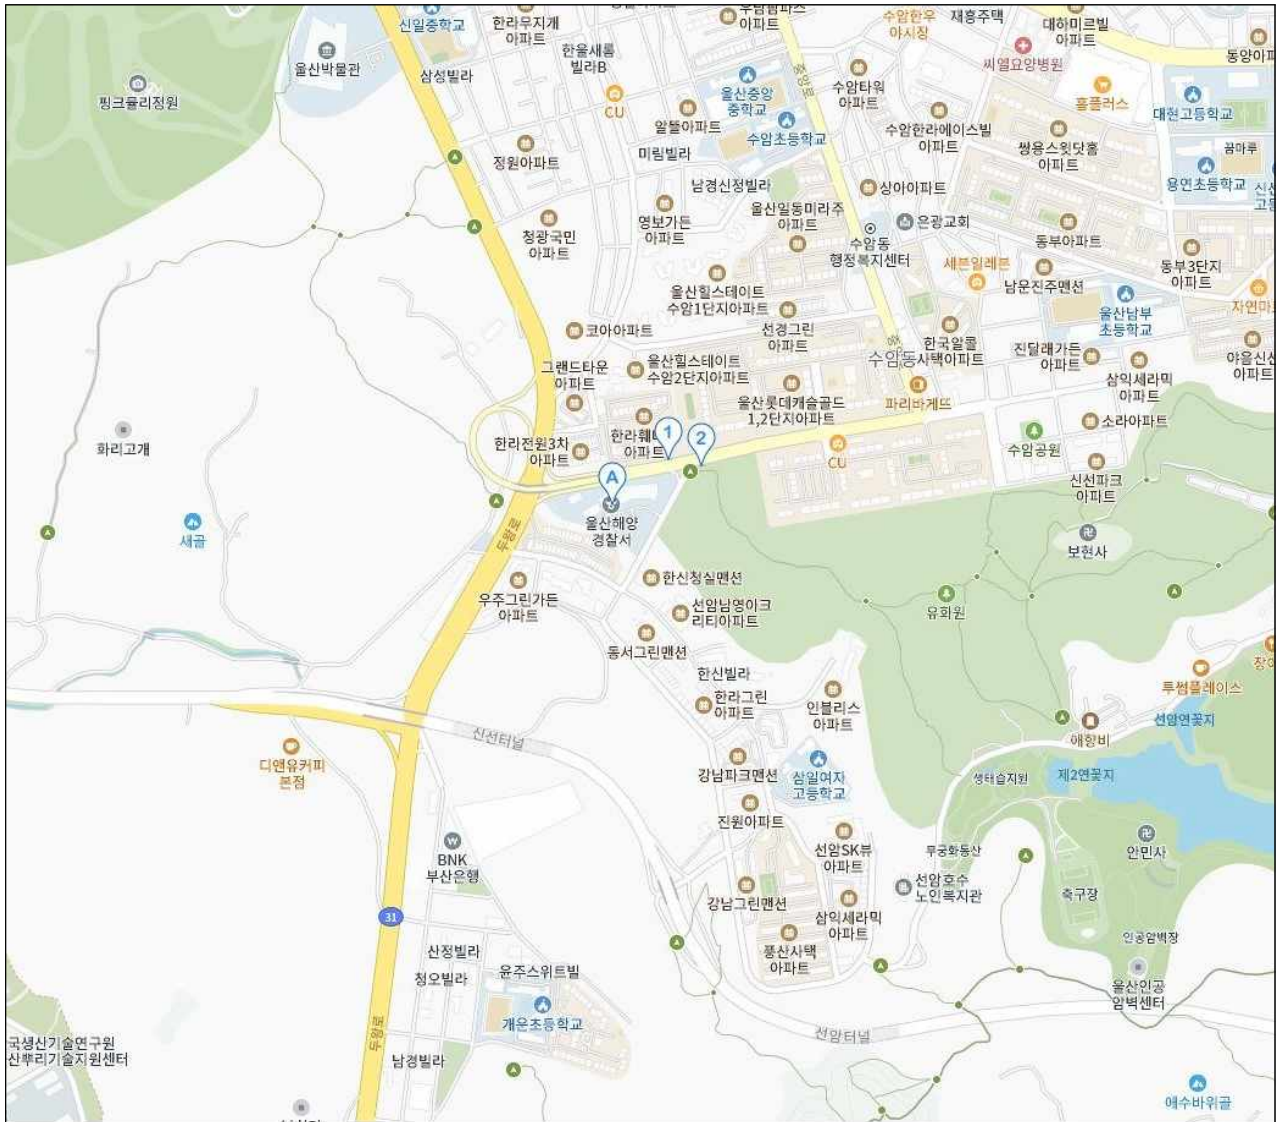 신일중학교
한라무지개
아파트
수암한우
야시장
재흥주택
대하미르빌
아파트
동양아파
울산박물관
한울새롬
빌라B
씨엘요양병원
핑크뮬리정원
삼성빌라
CU
울산중앙
중학교
중앙로
수암타워
아파트
홈플러스
대현고등학교
알뜰아파트
수암초등학교
수암한라에이스빌
아파트
쌍용스윗닷홈
아파트
꿈마루
정원아파트
미림빌라
남경신정빌라
상아아파트
용연초등학교
청광국민
아파트
영보가든
아파트
울산일동미라주
아파트
은광교회
수암동
행정복지센터
동부아파트
동부3단지
아파트
세븐일레븐
남운진주맨션
울산힐스테이트
수암1단지아파트
선경그린
아파트
울산남부
초등학교
코아아파트
한국알콜
사택아파트
수암동
그랜드타운
아파트
울산힐스테이트
수암2단지아파트
진달래가든
아파트
삼익세라믹
아파트
야음신선
아파트
울산롯데캐슬골드
1,2단지아파트
파리바게뜨
화리고개
한라전원3차
아파트
아파트
1
2
CU
수암공원
소라아파트
A
신선파크
아파트
울산해양
경찰서
두왕로
새골
보현사
한신청실맨션
우주그린가든
아파트
선암남영아크
리티아파트
유화원
동서그린맨션
한신빌라
투썸플레이스
한라그린
아파트
인블리스
아파트
선암연꽃지
해향비
신선터널
디앤유커피
본점
강남파크맨션
삼일여자
고등학교
생태습지원
제2연꽃지
진원아파트
BNK
부산은행
선암SK뷰
아파트
무궁화동산
안민사
강남그린맨션
삼익세라믹
아파트
선암호수
노인복지관
축구장
31
산정빌라
풍산사택
아파트
인공암벽장
청오빌라
윤주스위트빌
울산인공
암벽센터
개운초등학교
두왕로
선암터널
국생산기술연구원
산뿌리기술지원센터
남경빌라
애수바위골